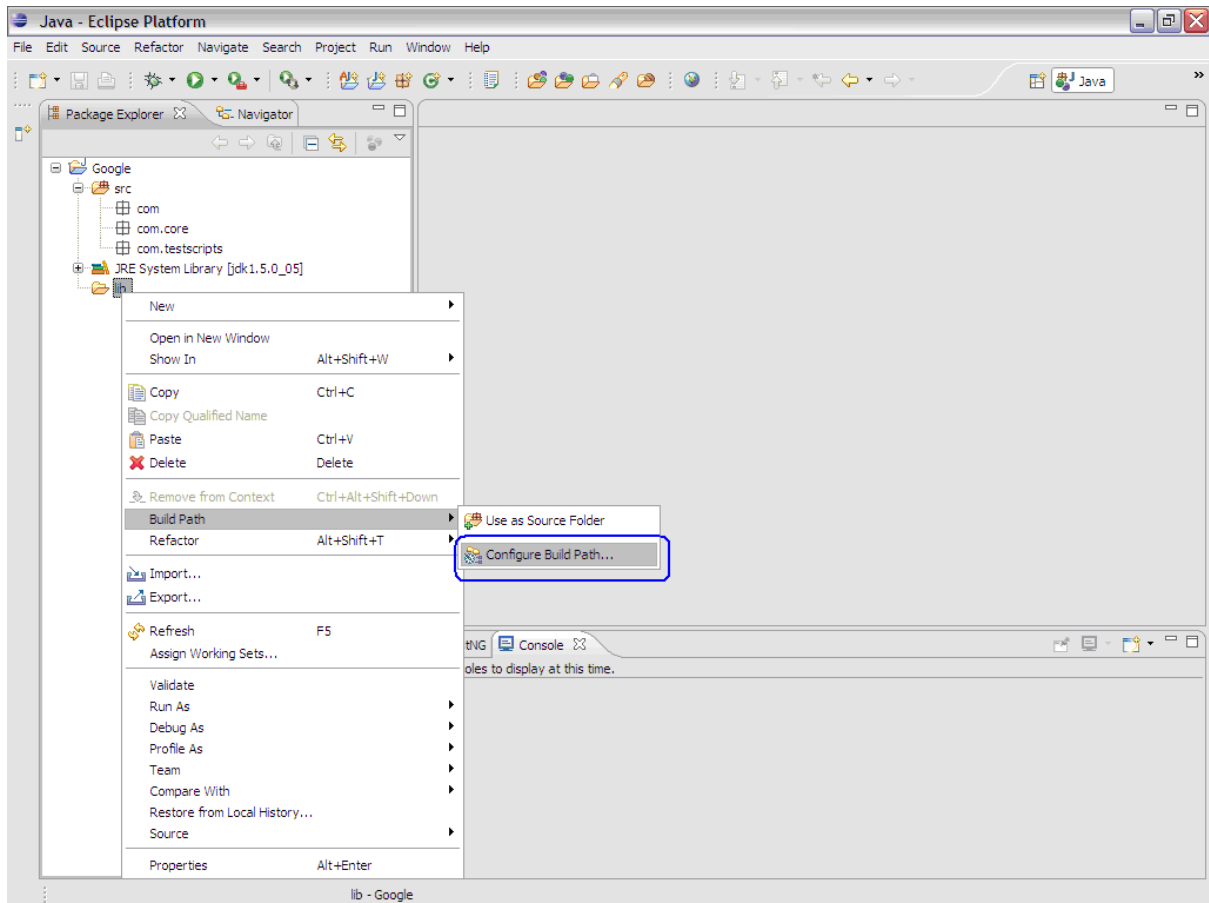 Java - Eclipse Platform
File Edit Source Refactor Navigate Search Project Run Window Help
Java
Package Explorer Navigator
Google
src
com
com.core
com.testscripts
JRE System Library [jdk1.5.0_05]
lib
New
Open in New Window
Show In Alt+Shift+W
Copy Ctrl+C
Copy Qualified Name
Paste Ctrl+V
Delete Delete
Remove from Context Ctrl+Alt+Shift+Down
Build Path
Use as Source Folder
Refactor Alt+Shift+T
Configure Build Path...
Import...
Export...
Refresh F5
tNG Console
Assign Working Sets...
oles to display at this time.
Validate
Run As
Debug As
Profile As
Team
Compare With
Restore from Local History...
Source
Properties Alt+Enter
lib - Google